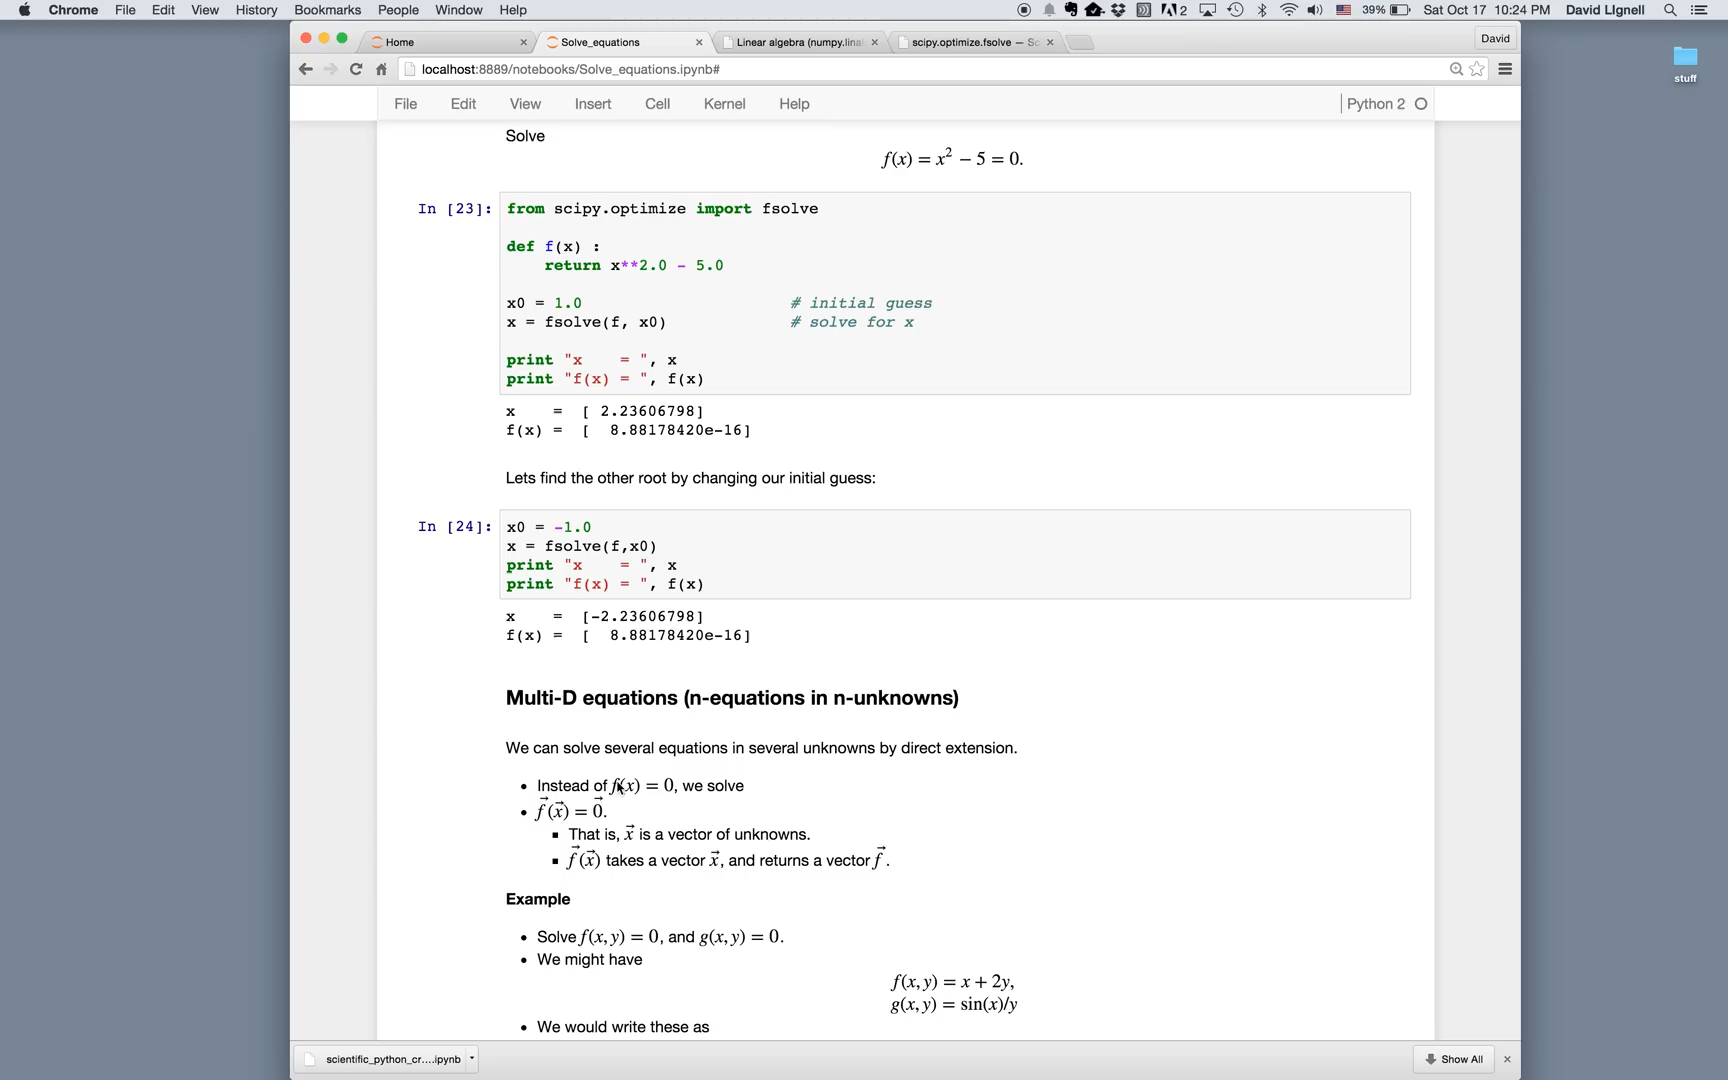 Chrome File Edit View History Bookmarks People Window Help 2 39% Sat Oct 17 10:24 PM David LIgnell
Home Solve_equations Linear algebra (numpy.lina scipy.optimize.fsolve — Sc David
localhost:8889/notebooks/Solve_equations.ipynb#
stuff
File Edit View Insert Cell Kernel Help Python 2
Solve
f(x) = x² − 5 = 0.
In [23]: from scipy.optimize import fsolve
def f(x) :
return x**2.0 - 5.0
x0 = 1.0 # initial guess
x = fsolve(f, x0) # solve for x
print "x    = ", x
print "f(x) = ", f(x)
x    =  [ 2.23606798]
f(x) =  [  8.88178420e-16]
Lets find the other root by changing our initial guess:
In [24]: x0 = -1.0
x = fsolve(f,x0)
print "x    = ", x
print "f(x) = ", f(x)
x    =  [-2.23606798]
f(x) =  [  8.88178420e-16]
Multi-D equations (n-equations in n-unknowns)
We can solve several equations in several unknowns by direct extension.
• Instead of f(x) = 0, we solve
• f⃗(x⃗) = 0⃗.
▪ That is, x⃗ is a vector of unknowns.
▪ f⃗(x⃗) takes a vector x⃗, and returns a vector f⃗.
Example
• Solve f(x, y) = 0, and g(x, y) = 0.
• We might have
f(x, y) = x + 2y,
g(x, y) = sin(x)/y
• We would write these as
scientific_python_cr....ipynb Show All